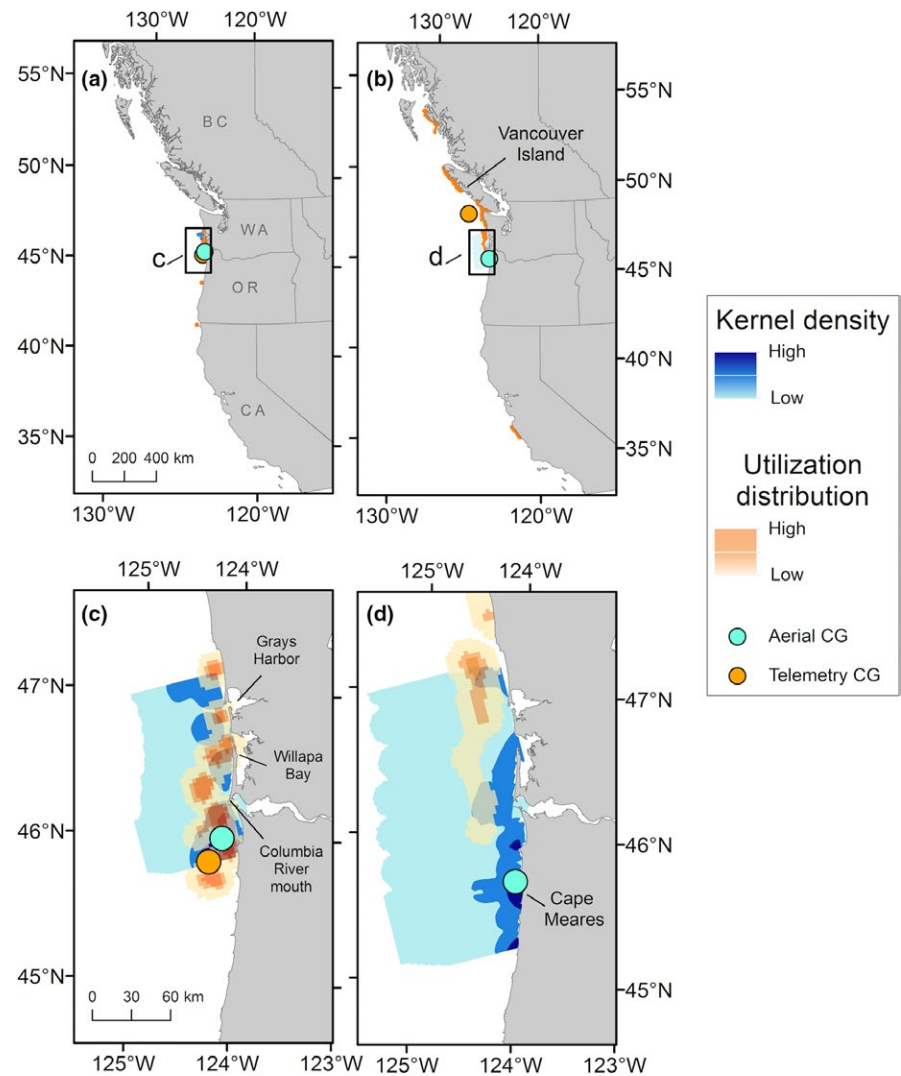 130°W 120°W
130°W 120°W
(a)
55°N
50°N
45°N
40°N
35°N
BC
WA
OR
CA
c
0 200 400 km
130°W 120°W
(b)
Vancouver
Island
d
55°N
50°N
45°N
40°N
35°N
130°W 120°W
Kernel density
High
Low
Utilization
distribution
High
Low
Aerial CG
Telemetry CG
125°W 124°W
125°W 124°W
(c)
47°N
46°N
45°N
Grays
Harbor
Willapa
Bay
Columbia
River
mouth
0 30 60 km
125°W 124°W 123°W
(d)
Cape
Meares
47°N
46°N
45°N
125°W 124°W 123°W